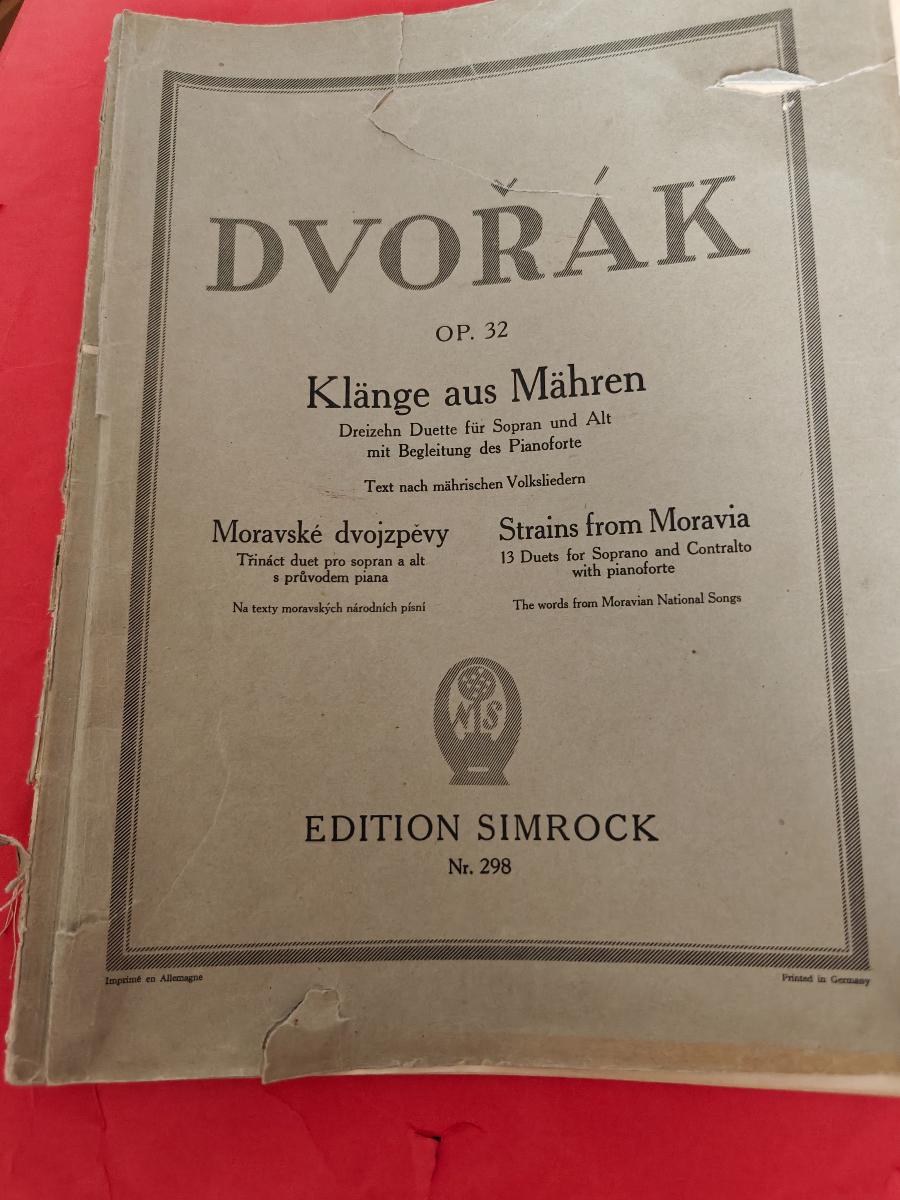 DVOŘÁK
OP. 32
Klänge aus Mähren
Dreizehn Duette für Sopran und Alt
mit Begleitung des Pianoforte
Text nach mährischen Volksliedern
Moravské dvojzpěvy
Třináct duet pro sopran a alt
s průvodem piana
Na texty moravských národních písní
Strains from Moravia
13 Duets for Soprano and Contralto
with pianoforte
The words from Moravian National Songs
NS
EDITION SIMROCK
Nr. 298
Imprimé en Allemagne
Printed in Germany